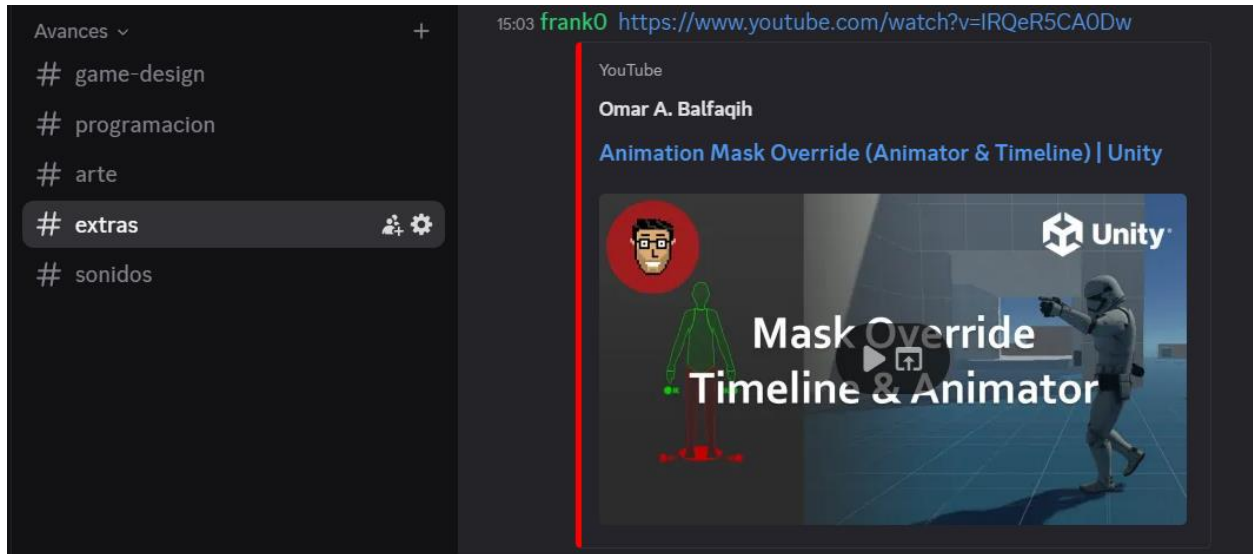 Avances
# game-design
# programacion
# arte
# extras
# sonidos
15:03 frank0 https://www.youtube.com/watch?v=IRQeR5CA0Dw
YouTube
Omar A. Balfaqih
Animation Mask Override (Animator & Timeline) | Unity
Unity
Mask Override
Timeline & Animator